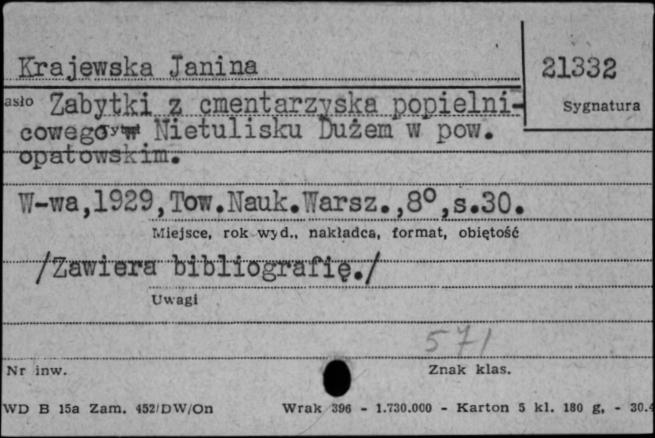 Krajewska Janina
21332
asło Zabytki z cmentarzyska popielni-
Sygnatura
cowego w Nietulisku Dużem w pow.
opatowskim.
W-wa,1929,Tow.Nauk.Warsz.,8°,s.30.
Miejsce, rok wyd., nakładca, format, objętość
/Zawiera bibliografię./
Uwagi
571
Nr inw.
Znak klas.
WD B 15a Zam. 452/DW/On Wrak 396 - 1.730.000 - Karton 5 kl. 180 g. - 30.4